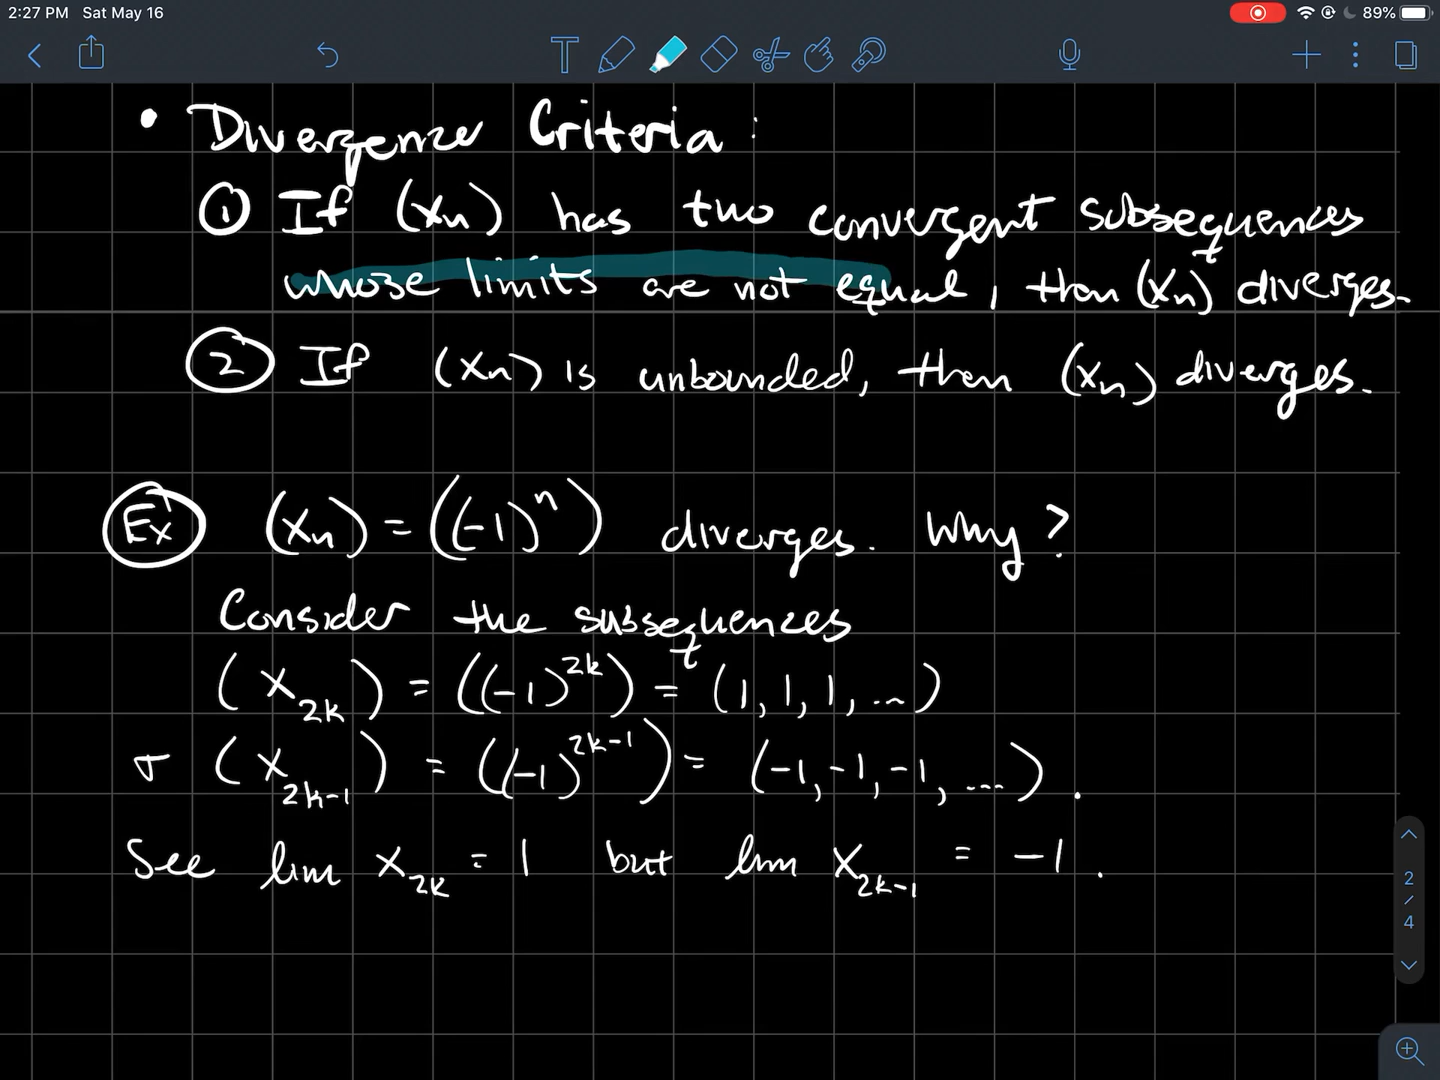 2:27 PM Sat May 16
89%
• Divergence Criteria:
① If (xn) has two convergent subsequences
whose limits are not equal, then (xn) diverges.
② If (xn) is unbounded, then (xn) diverges.
Ex (xn) = ((-1)^n) diverges. Why?
Consider the subsequences
(x_2k) = ((-1)^2k) = (1, 1, 1, ...)
& (x_2k-1) = ((-1)^2k-1) = (-1, -1, -1, ...).
See lim x_2k = 1 but lim x_2k-1 = -1.
2
/
4